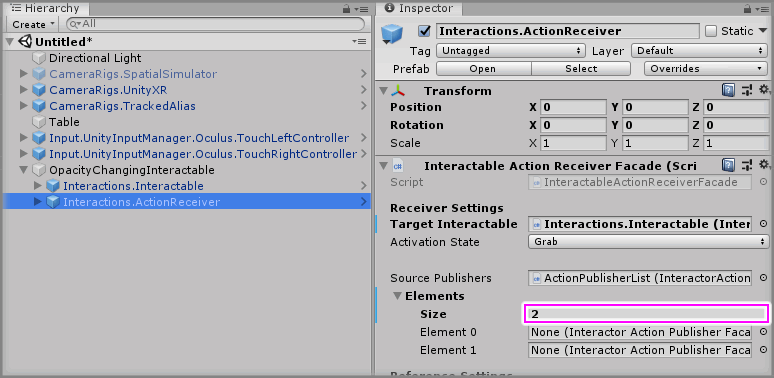 Hierarchy
Create
All
Untitled*
Directional Light
CameraRigs.SpatialSimulator
CameraRigs.UnityXR
CameraRigs.TrackedAlias
Table
Input.UnityInputManager.Oculus.TouchLeftController
Input.UnityInputManager.Oculus.TouchRightController
OpacityChangingInteractable
Interactions.Interactable
Interactions.ActionReceiver
Inspector
Interactions.ActionReceiver
Static
Tag Untagged Layer Default
Prefab Open Select Overrides
Transform
Position X 0 Y 0 Z 0
Rotation X 0 Y 0 Z 0
Scale X 1 Y 1 Z 1
Interactable Action Receiver Facade (Scri
Script InteractableActionReceiverFacade
Receiver Settings
Target Interactable Interactions.Interactable (Inter
Activation State Grab
Source Publishers ActionPublisherList (InteractorAction
Elements
Size 2
Element 0 None (Interactor Action Publisher Faca
Element 1 None (Interactor Action Publisher Faca
Reference Settings